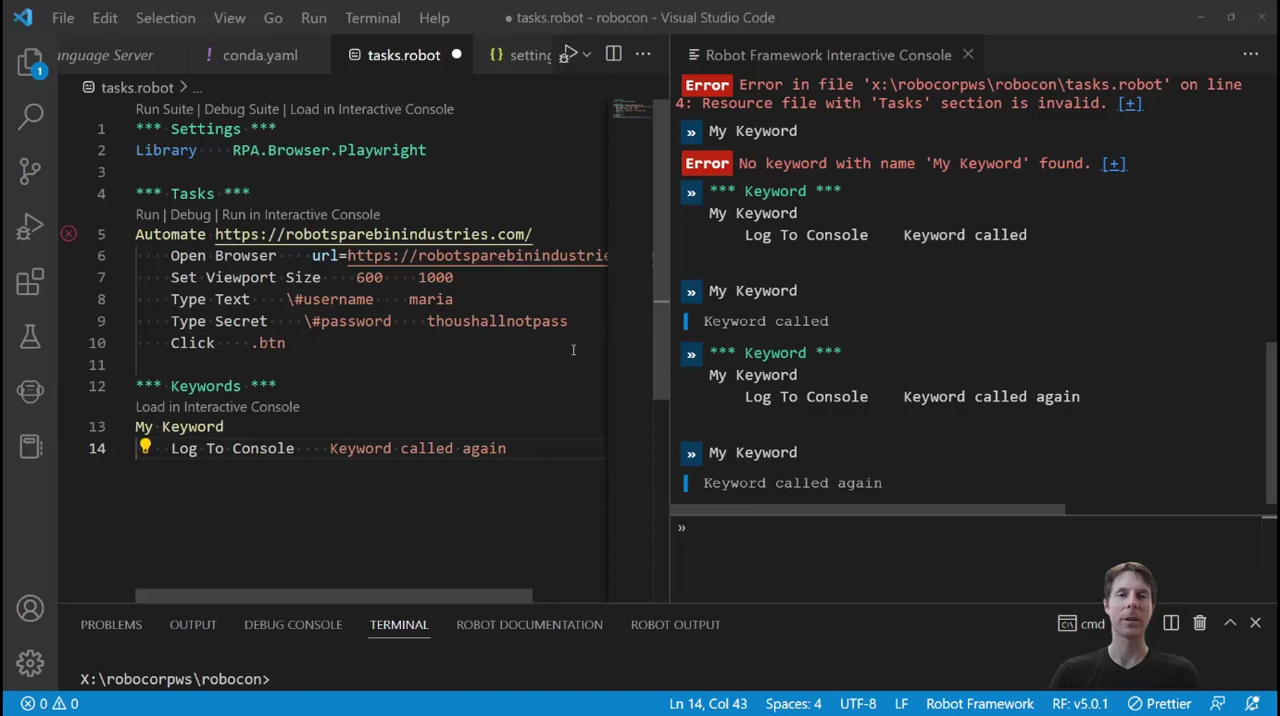 File Edit Selection View Go Run Terminal Help
● tasks.robot - robocon - Visual Studio Code
anguage Server
! conda.yaml
tasks.robot ●
{} setting
tasks.robot > ...
Run Suite | Debug Suite | Load in Interactive Console
1 *** Settings ***
2 Library RPA.Browser.Playwright
3
4 *** Tasks ***
Run | Debug | Run in Interactive Console
5 Automate https://robotsparebinindustries.com/
6 Open Browser url=https://robotsparebinindustrie
7 Set Viewport Size 600 1000
8 Type Text \#username maria
9 Type Secret \#password thoushallnotpass
10 Click .btn
11
12 *** Keywords ***
Load in Interactive Console
13 My Keyword
14 Log To Console Keyword called again
Robot Framework Interactive Console
Error Error in file 'x:\robocorpws\robocon\tasks.robot' on line
4: Resource file with 'Tasks' section is invalid. [+]
» My Keyword
Error No keyword with name 'My Keyword' found. [+]
» *** Keyword ***
My Keyword
Log To Console Keyword called
» My Keyword
Keyword called
» *** Keyword ***
My Keyword
Log To Console Keyword called again
» My Keyword
Keyword called again
»
PROBLEMS OUTPUT DEBUG CONSOLE TERMINAL ROBOT DOCUMENTATION ROBOT OUTPUT
cmd
X:\robocorpws\robocon>
0 0
Ln 14, Col 43 Spaces: 4 UTF-8 LF Robot Framework RF: v5.0.1 Prettier
1